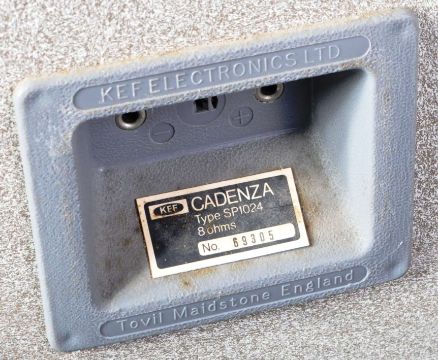 KEF ELECTRONICS LTD
− +
KEF CADENZA
Type SP1024
8 ohms
No. 69305
Tovil Maidstone England